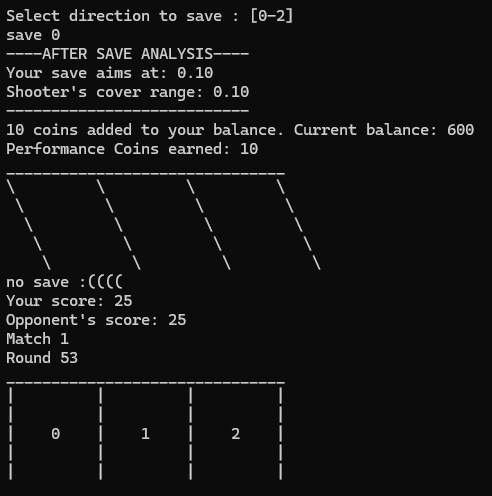 Select direction to save : [0-2]
save 0
----AFTER SAVE ANALYSIS----
Your save aims at: 0.10
Shooter's cover range: 0.10
---------------------------
10 coins added to your balance. Current balance: 600
Performance Coins earned: 10
_______________________________
\         \         \         \
 \         \         \         \
  \         \         \         \
   \         \         \         \
    \         \         \         \
no save :((((
Your score: 25
Opponent's score: 25
Match 1
Round 53
_______________________________
|         |         |         |
|         |         |         |
|    0    |    1    |    2    |
|         |         |         |
|         |         |         |